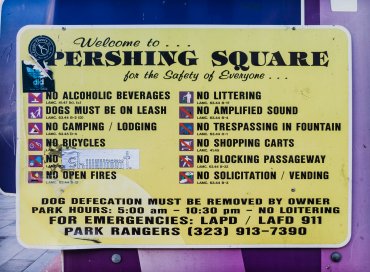 Welcome to . . .
PERSHING SQUARE
for the Safety of Everyone . . .
NO ALCOHOLIC BEVERAGES
DOGS MUST BE ON LEASH
NO CAMPING / LODGING
NO BICYCLES
NO
NO OPEN FIRES
NO LITTERING
NO AMPLIFIED SOUND
NO TRESPASSING IN FOUNTAIN
NO SHOPPING CARTS
NO BLOCKING PASSAGEWAY
NO SOLICITATION / VENDING
DOG DEFECATION MUST BE REMOVED BY OWNER
PARK HOURS: 5:00 am - 10:30 pm - NO LOITERING
FOR EMERGENCIES: LAPD / LAFD 911
PARK RANGERS (323) 913-7390